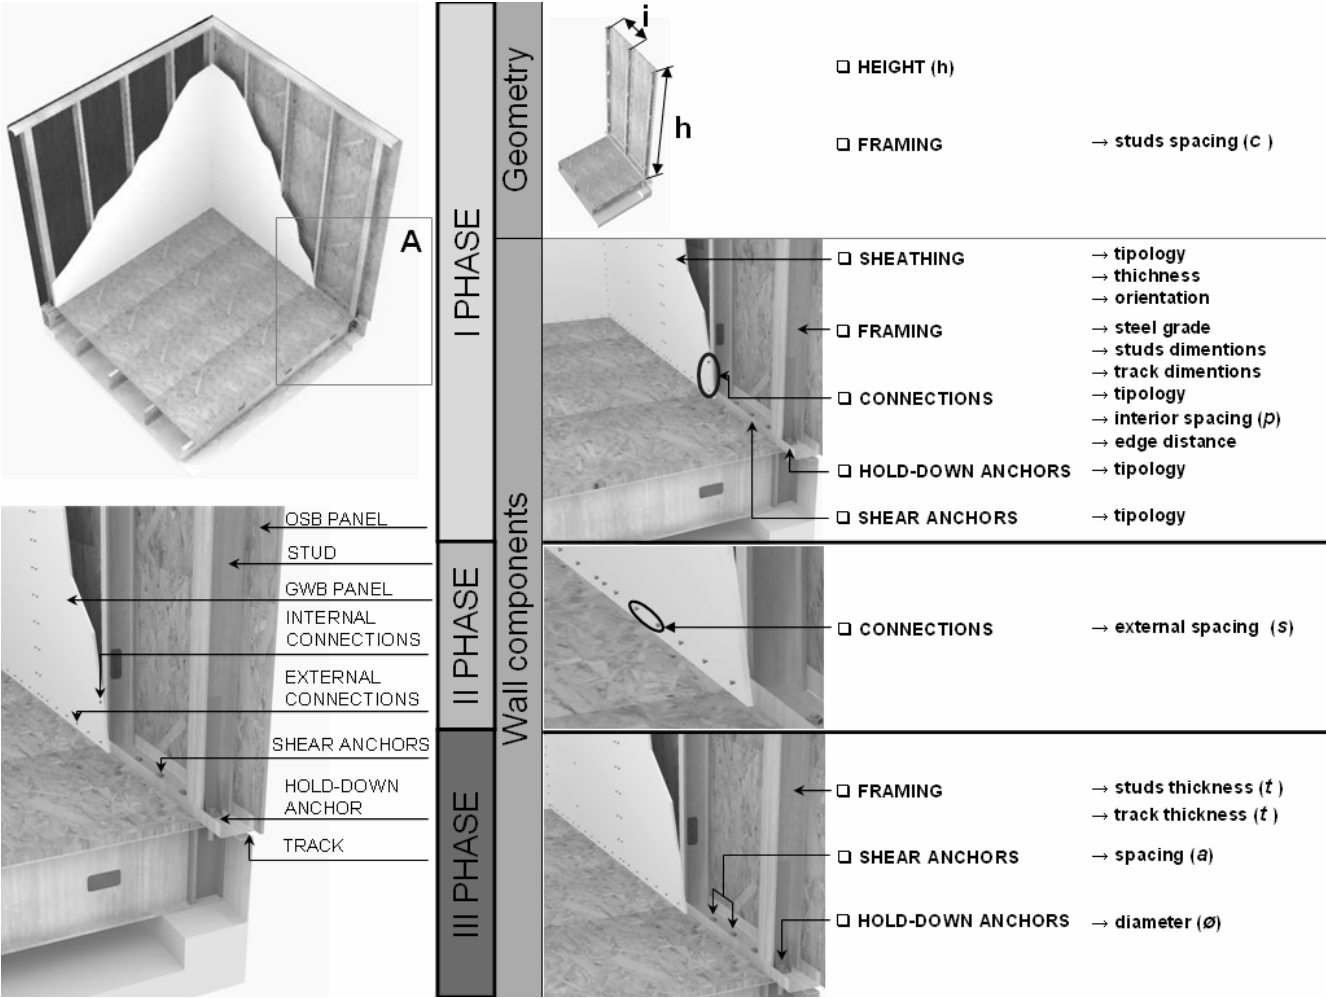 A
OSB PANEL
STUD
GWB PANEL
INTERNAL
CONNECTIONS
EXTERNAL
CONNECTIONS
SHEAR ANCHORS
HOLD-DOWN
ANCHOR
TRACK
I PHASE
II PHASE
III PHASE
Geometry
Wall components
i
h
❑ HEIGHT (h)
❑ FRAMING → studs spacing (c )
❑ SHEATHING → tipology
→ thichness
→ orientation
❑ FRAMING → steel grade
→ studs dimentions
→ track dimentions
❑ CONNECTIONS → tipology
→ interior spacing (p)
→ edge distance
❑ HOLD-DOWN ANCHORS → tipology
❑ SHEAR ANCHORS → tipology
❑ CONNECTIONS → external spacing (s)
❑ FRAMING → studs thickness (t )
→ track thickness (t )
❑ SHEAR ANCHORS → spacing (a)
❑ HOLD-DOWN ANCHORS → diameter (ø)